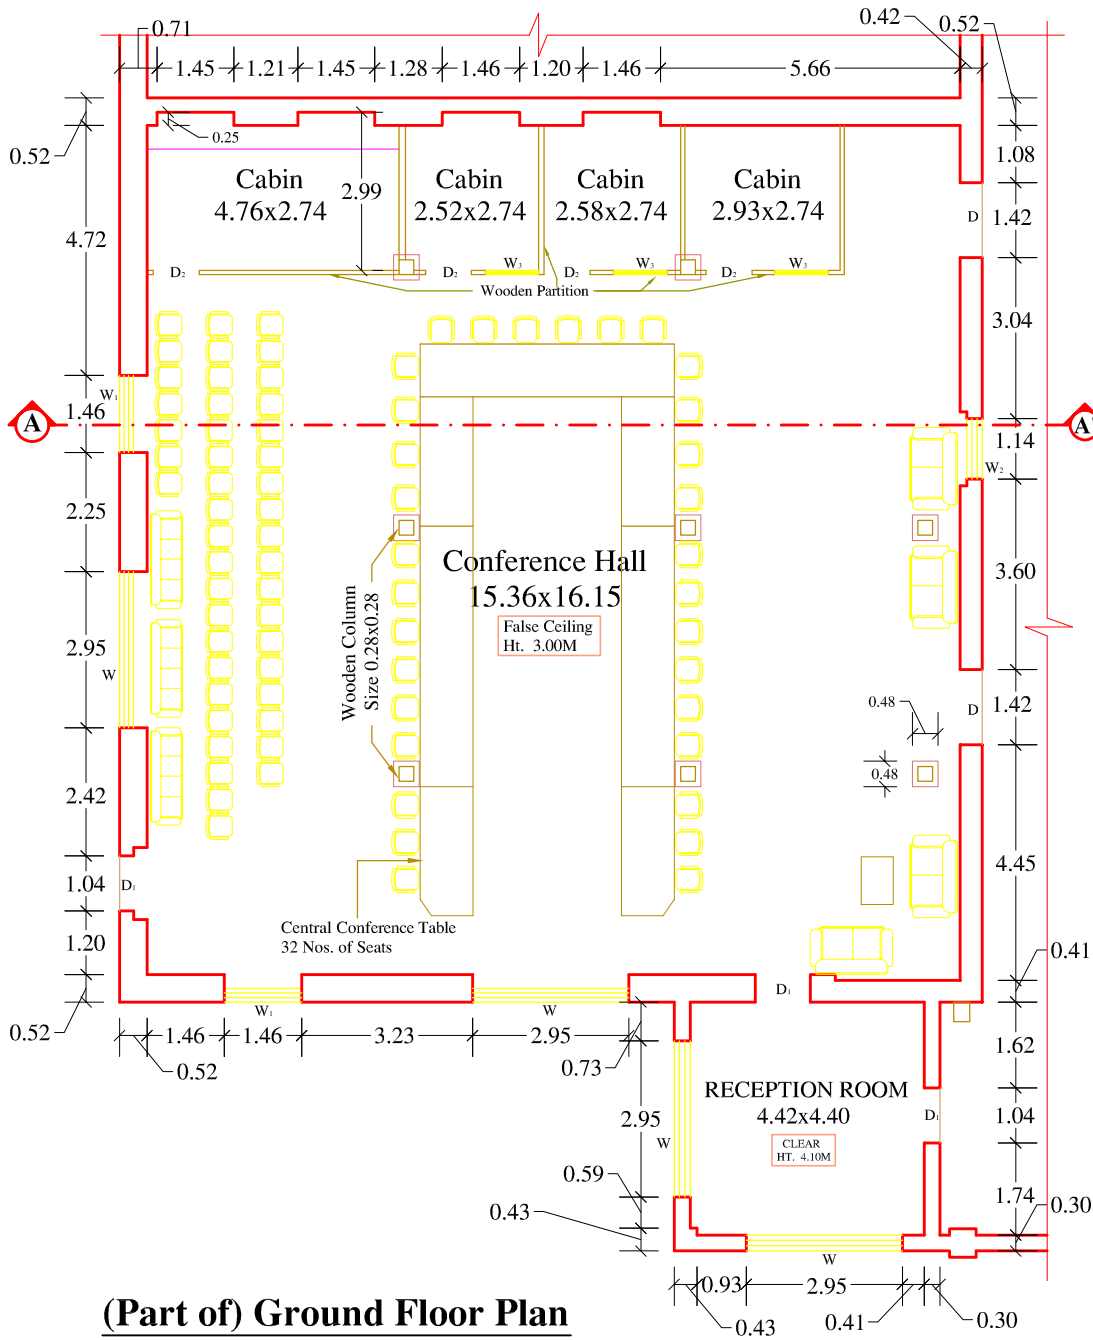 0.71
0.42
0.52
1.45
1.21
1.45
1.28
1.46
1.20
1.46
5.66
0.52
0.25
1.08
Cabin
4.76x2.74
2.99
Cabin
2.52x2.74
Cabin
2.58x2.74
Cabin
2.93x2.74
D
1.42
4.72
D2
D2
W3
D2
W3
D2
W3
Wooden Partition
3.04
W1
1.46
A
A'
1.14
W2
2.25
Conference Hall
15.36x16.15
False Ceiling
Ht. 3.00M
Wooden Column
Size 0.28x0.28
3.60
2.95
W
0.48
D
1.42
0.48
2.42
4.45
1.04
D1
Central Conference Table
32 Nos. of Seats
1.20
0.41
D1
W1
W
0.52
1.46
1.46
3.23
2.95
0.52
0.73
1.62
RECEPTION ROOM
4.42x4.40
2.95
W
D1
1.04
CLEAR
HT. 4.10M
0.59
0.43
1.74
0.30
W
0.93
2.95
0.43
0.41
0.30
(Part of) Ground Floor Plan